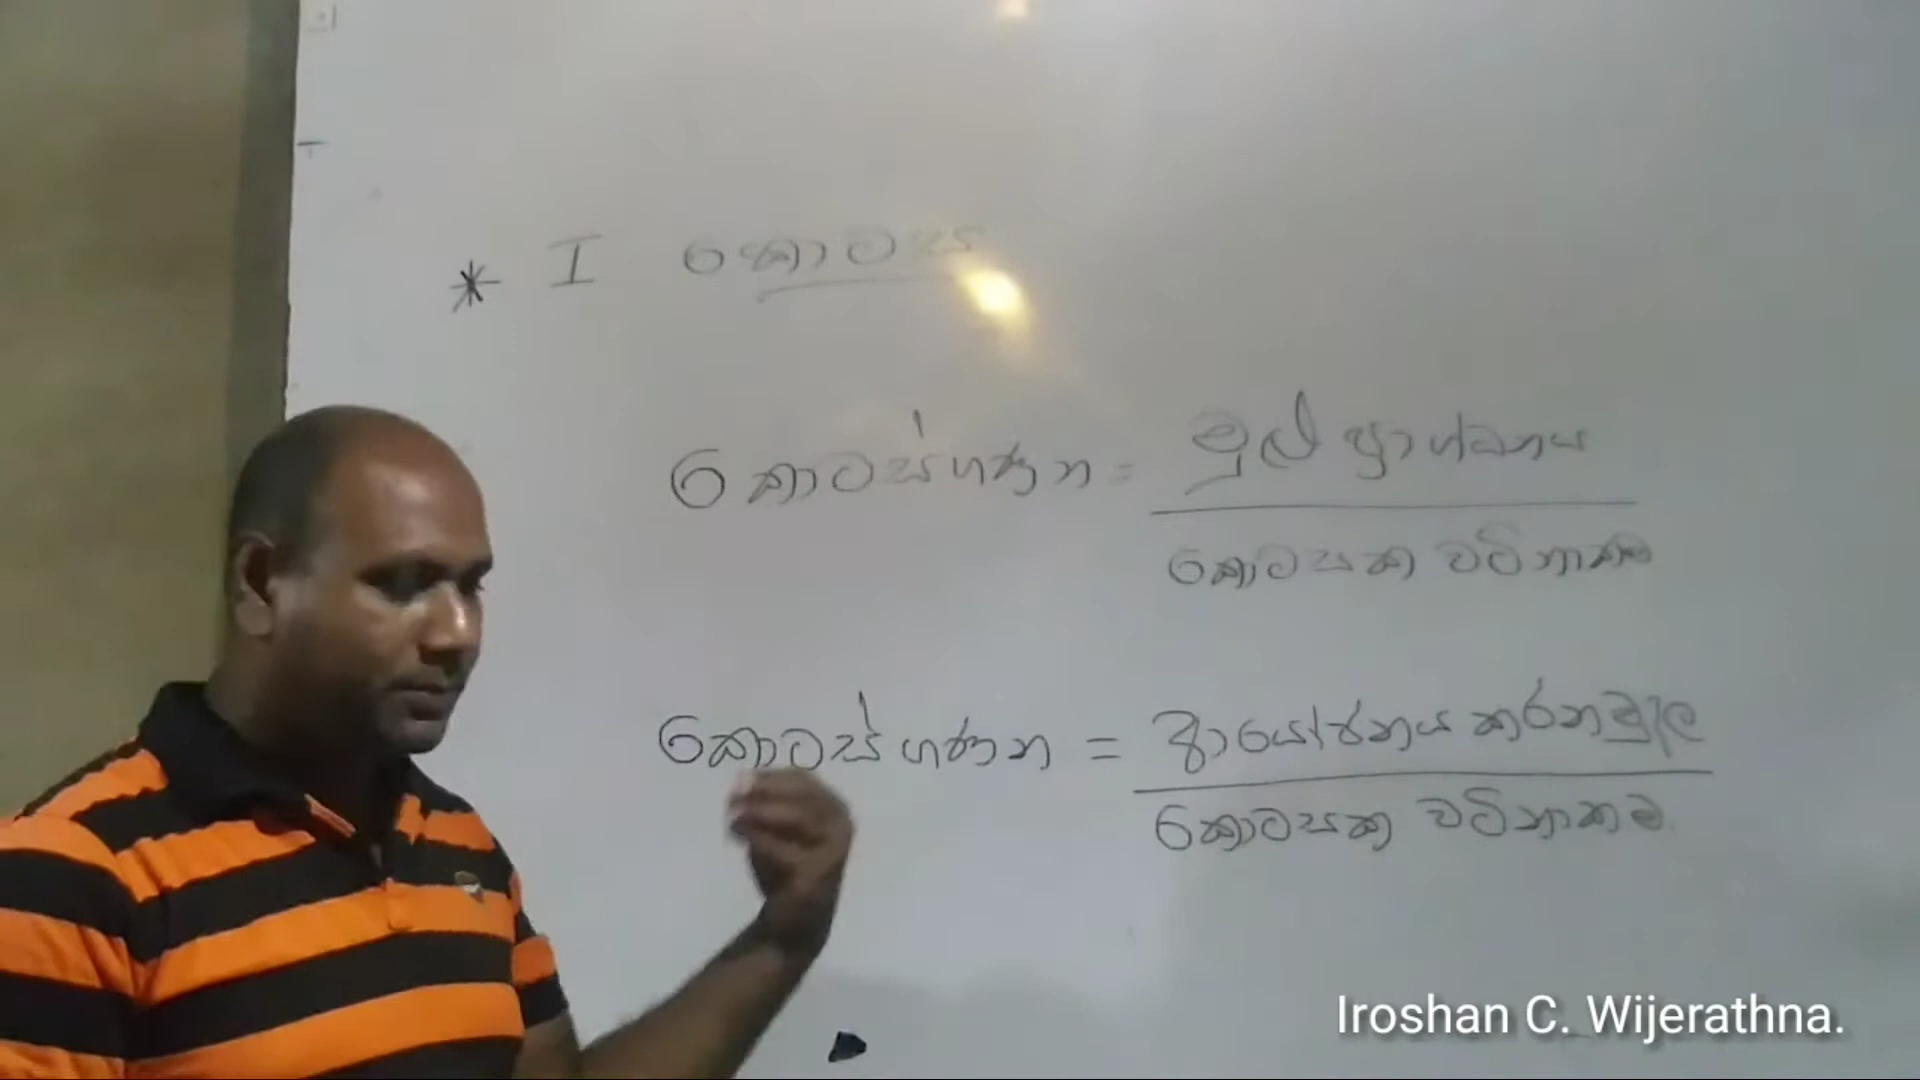 * I කොටස
කොටස් ගණන = මුල් ප්‍රාග්ධනය
කොටසක වටිනාකම
කොටස් ගණන = ආයෝජනය කරන මුදල
කොටසක වටිනාකම
Iroshan C. Wijerathna.